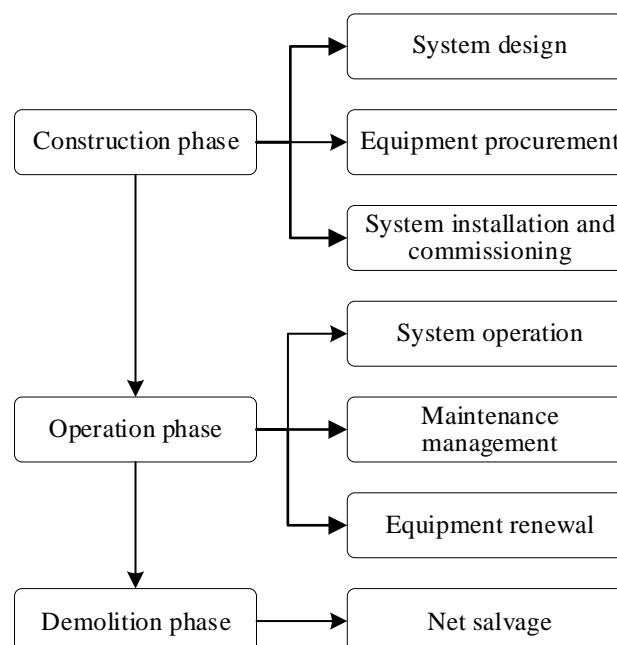 System design
Construction phase
Equipment procurement
System installation and
commissioning
System operation
Operation phase
Maintenance
management
Equipment renewal
Demolition phase
Net salvage